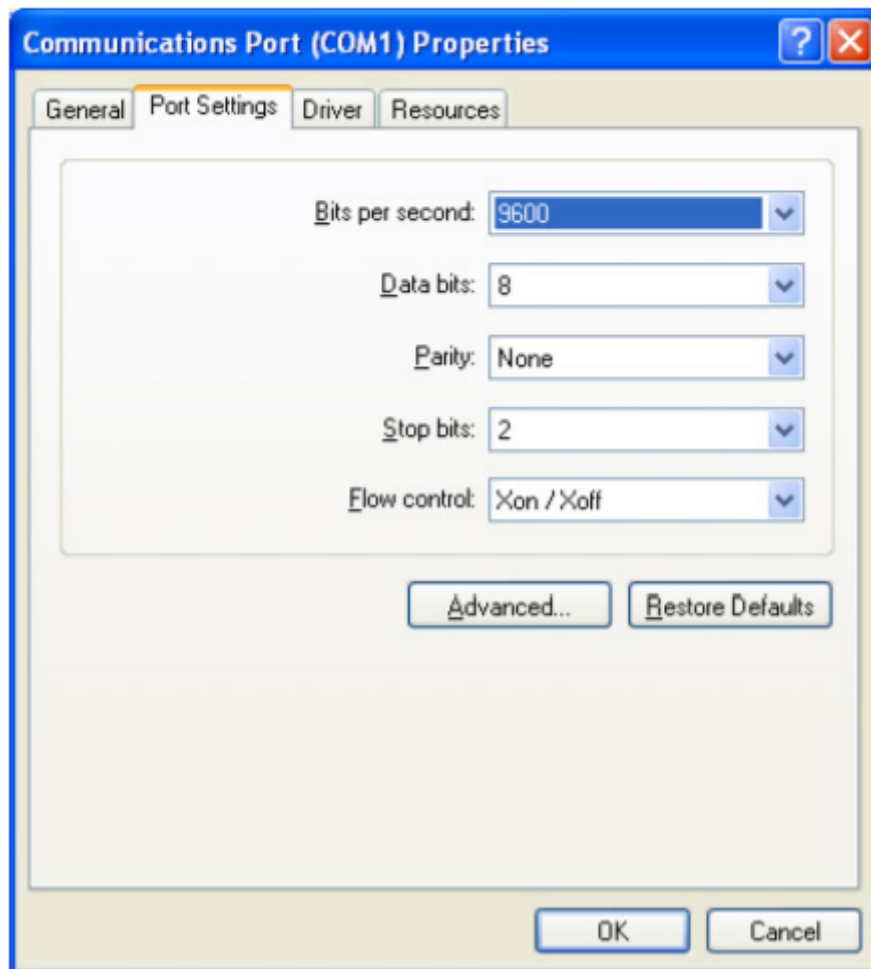 Communications Port (COM1) Properties
General Port Settings Driver Resources
Bits per second: 9600
Data bits: 8
Parity: None
Stop bits: 2
Flow control: Xon / Xoff
Advanced... Restore Defaults
OK Cancel